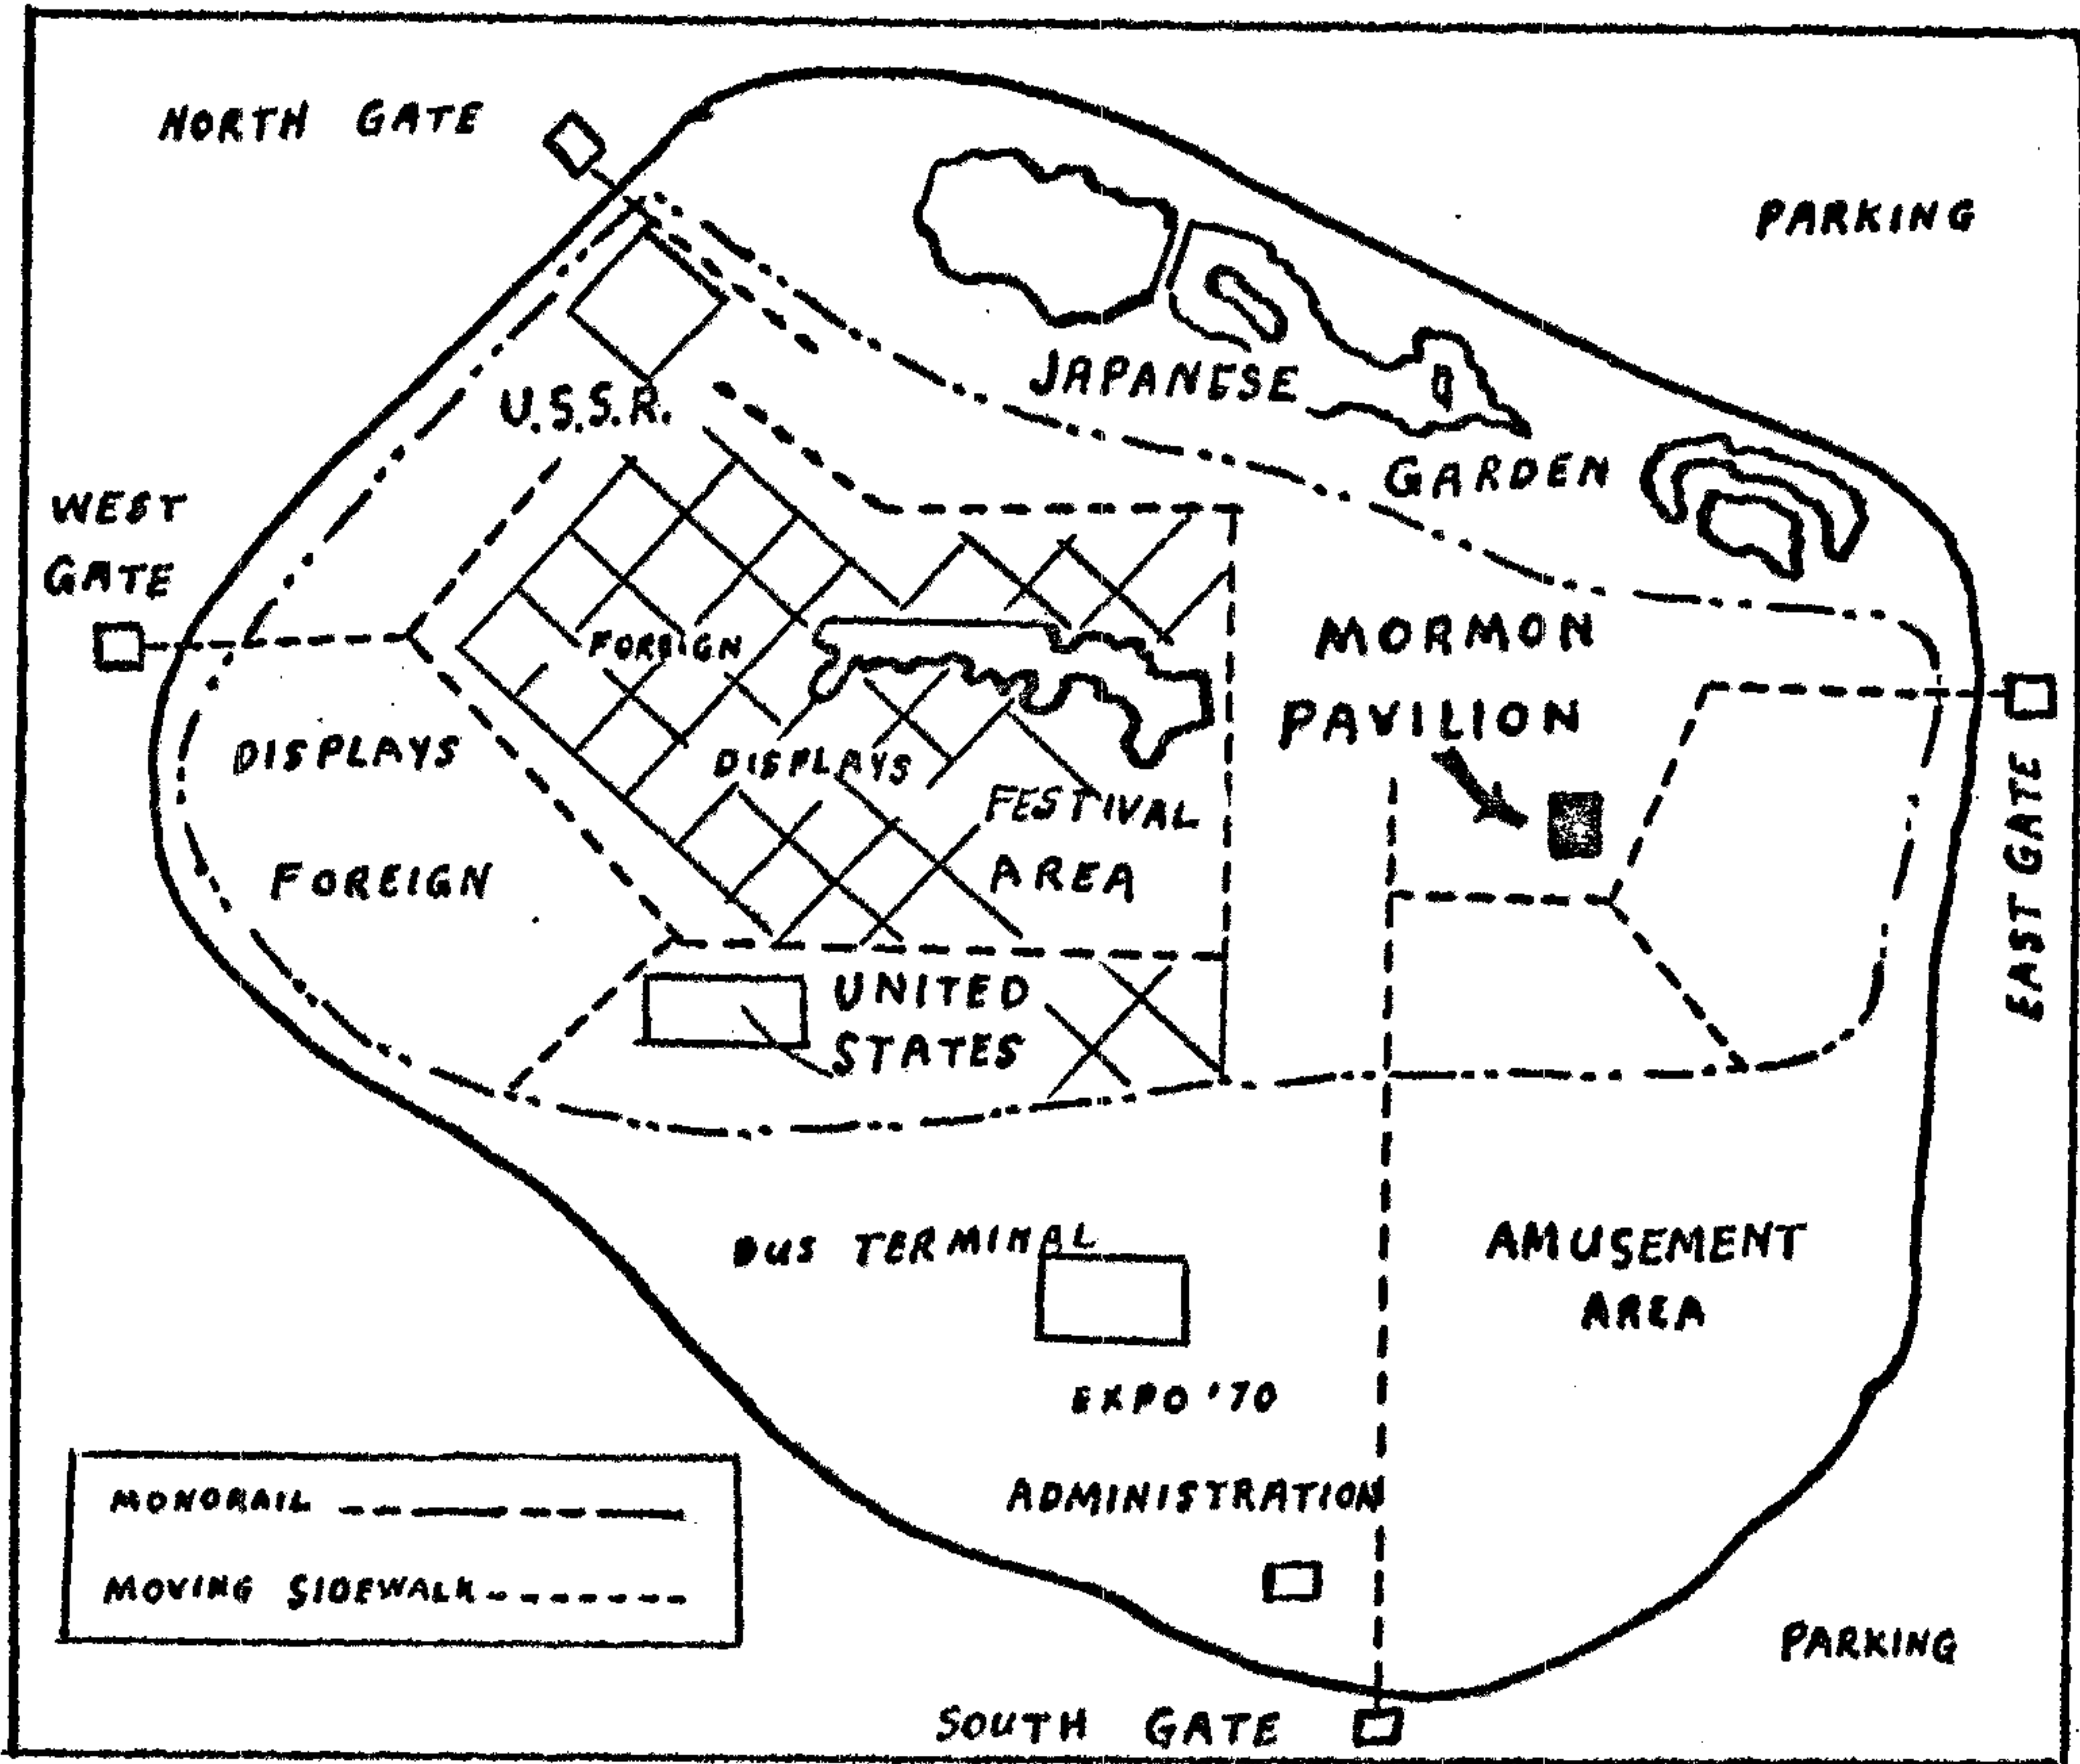 NORTH GATE
PARKING
JAPANESE
U.S.S.R.
GARDEN
WEST
GATE
MORMON
FOREIGN
PAVILION
DISPLAYS
DISPLAYS
FESTIVAL
AREA
FOREIGN
EAST GATE
UNITED
STATES
BUS TERMINAL
AMUSEMENT
AREA
EXPO '70
ADMINISTRATION
MONORAIL
MOVING SIDEWALK
PARKING
SOUTH GATE